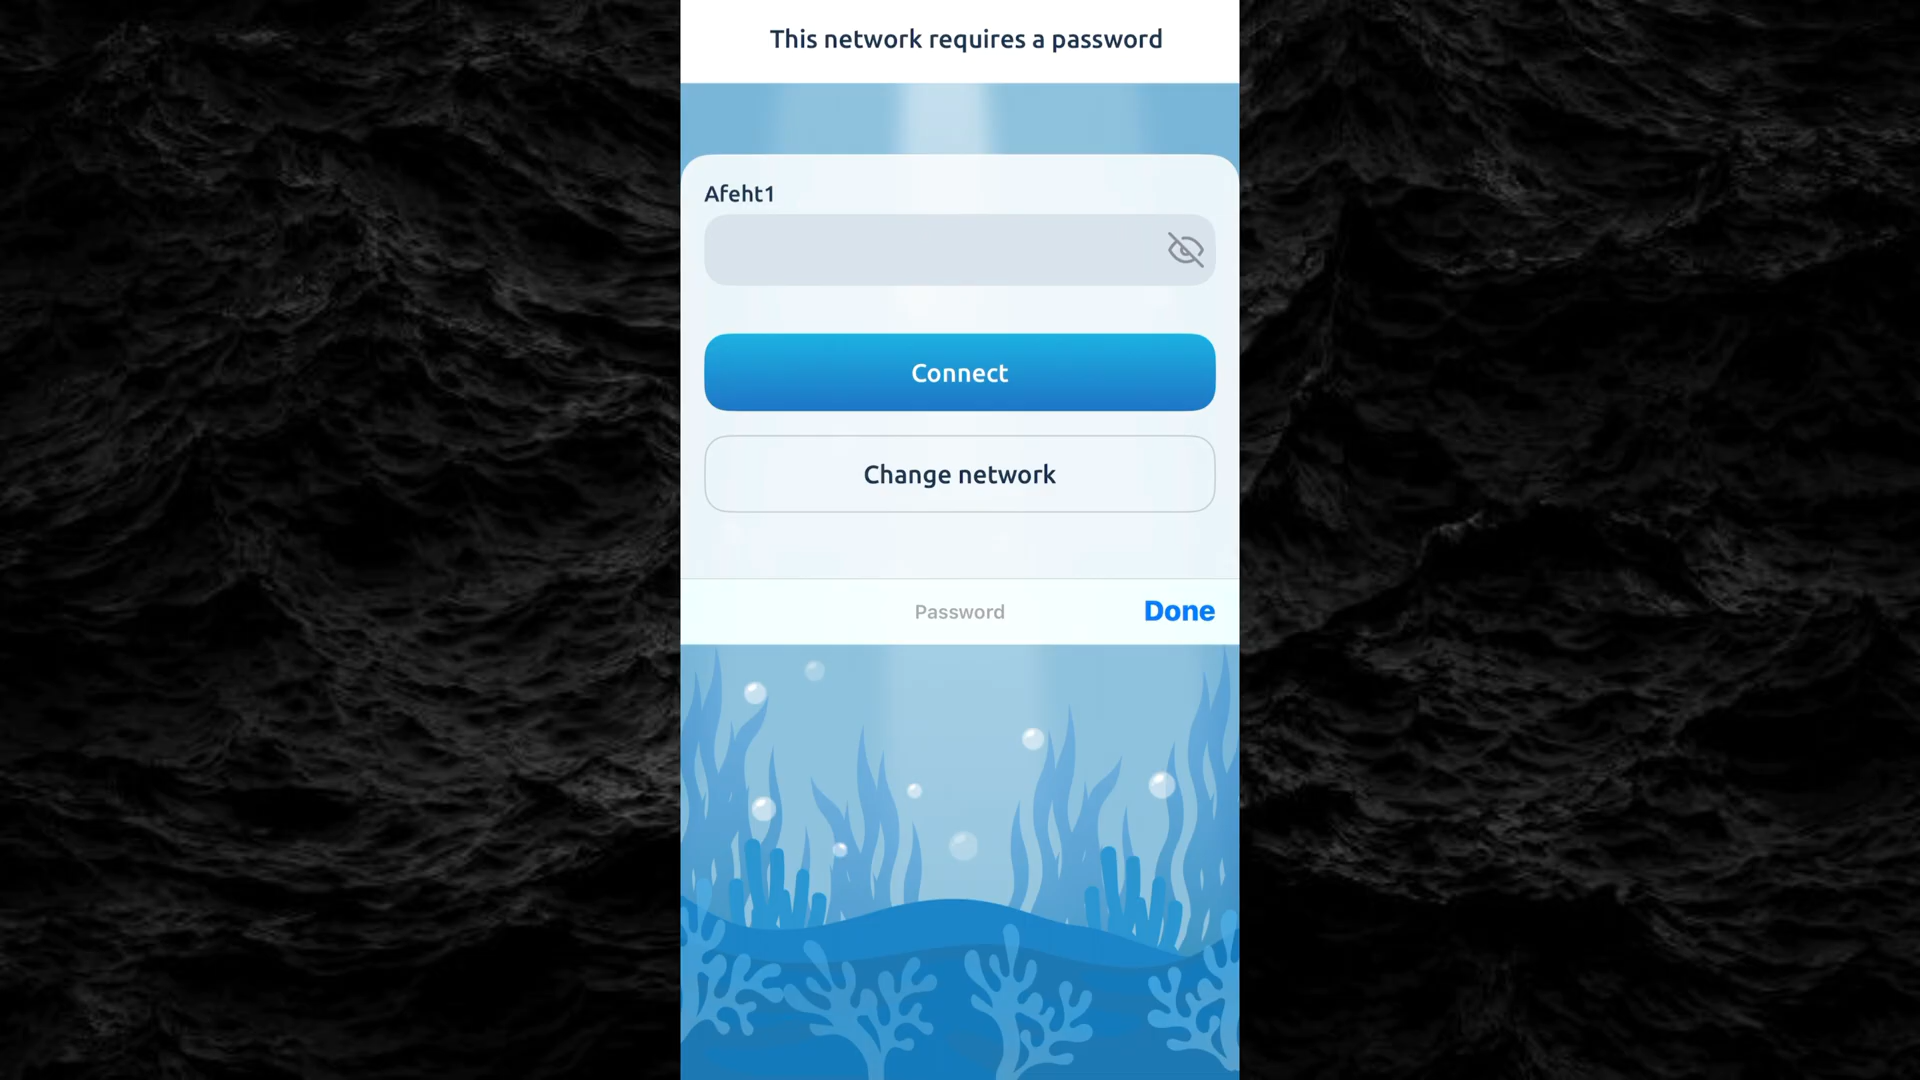 This network requires a password
Afeht1
Connect
Change network
Password
Done